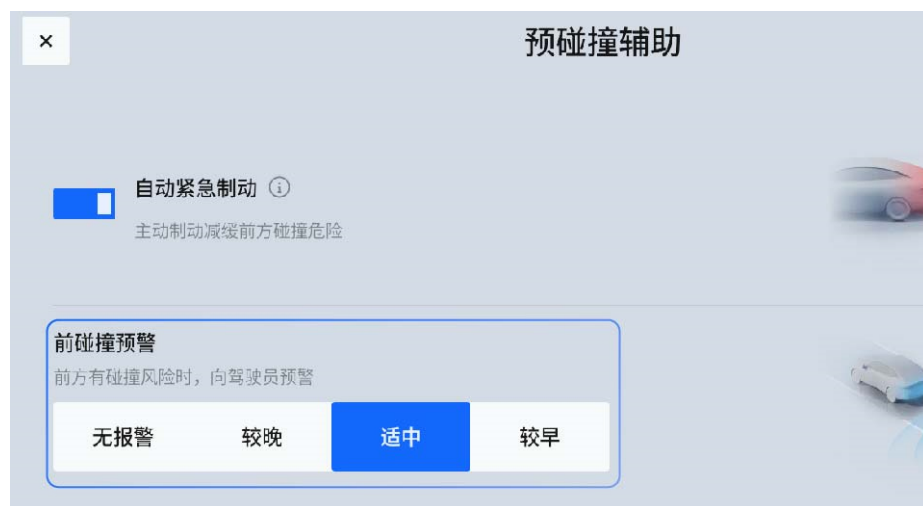 ×
预碰撞辅助
自动紧急制动 ⓘ
主动制动减缓前方碰撞危险
前碰撞预警
前方有碰撞风险时，向驾驶员预警
无报警 较晚 适中 较早